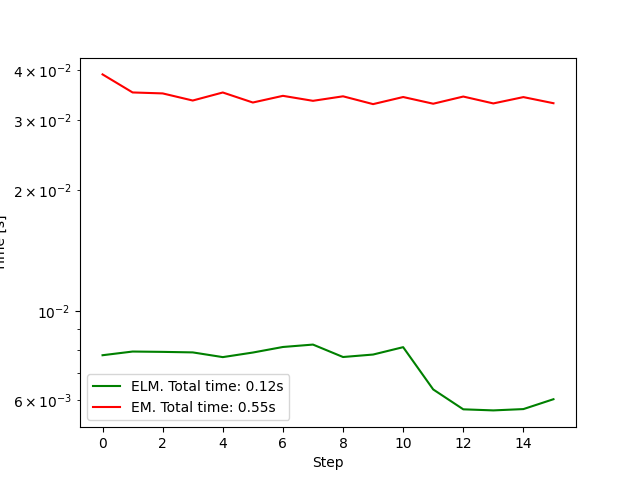 4 × 10⁻²
3 × 10⁻²
2 × 10⁻²
10⁻²
6 × 10⁻³
[s]
ELM. Total time: 0.12s
EM. Total time: 0.55s
0 2 4 6 8 10 12 14
Step